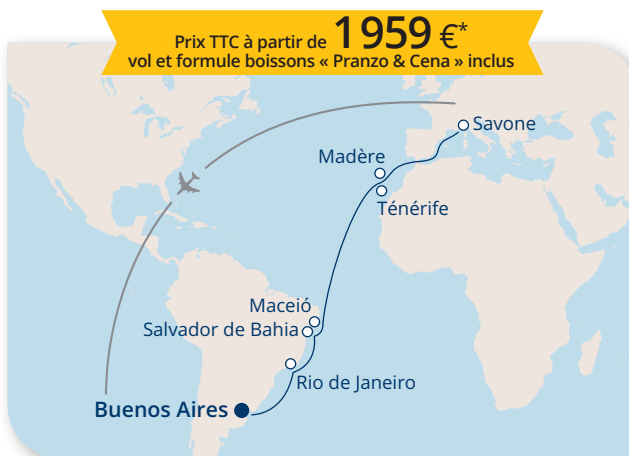 Prix TTC à partir de 1 959 €*
vol et formule boissons « Pranzo & Cena » inclus
Savone
Madère
Ténérife
Maceió
Salvador de Bahia
Rio de Janeiro
Buenos Aires